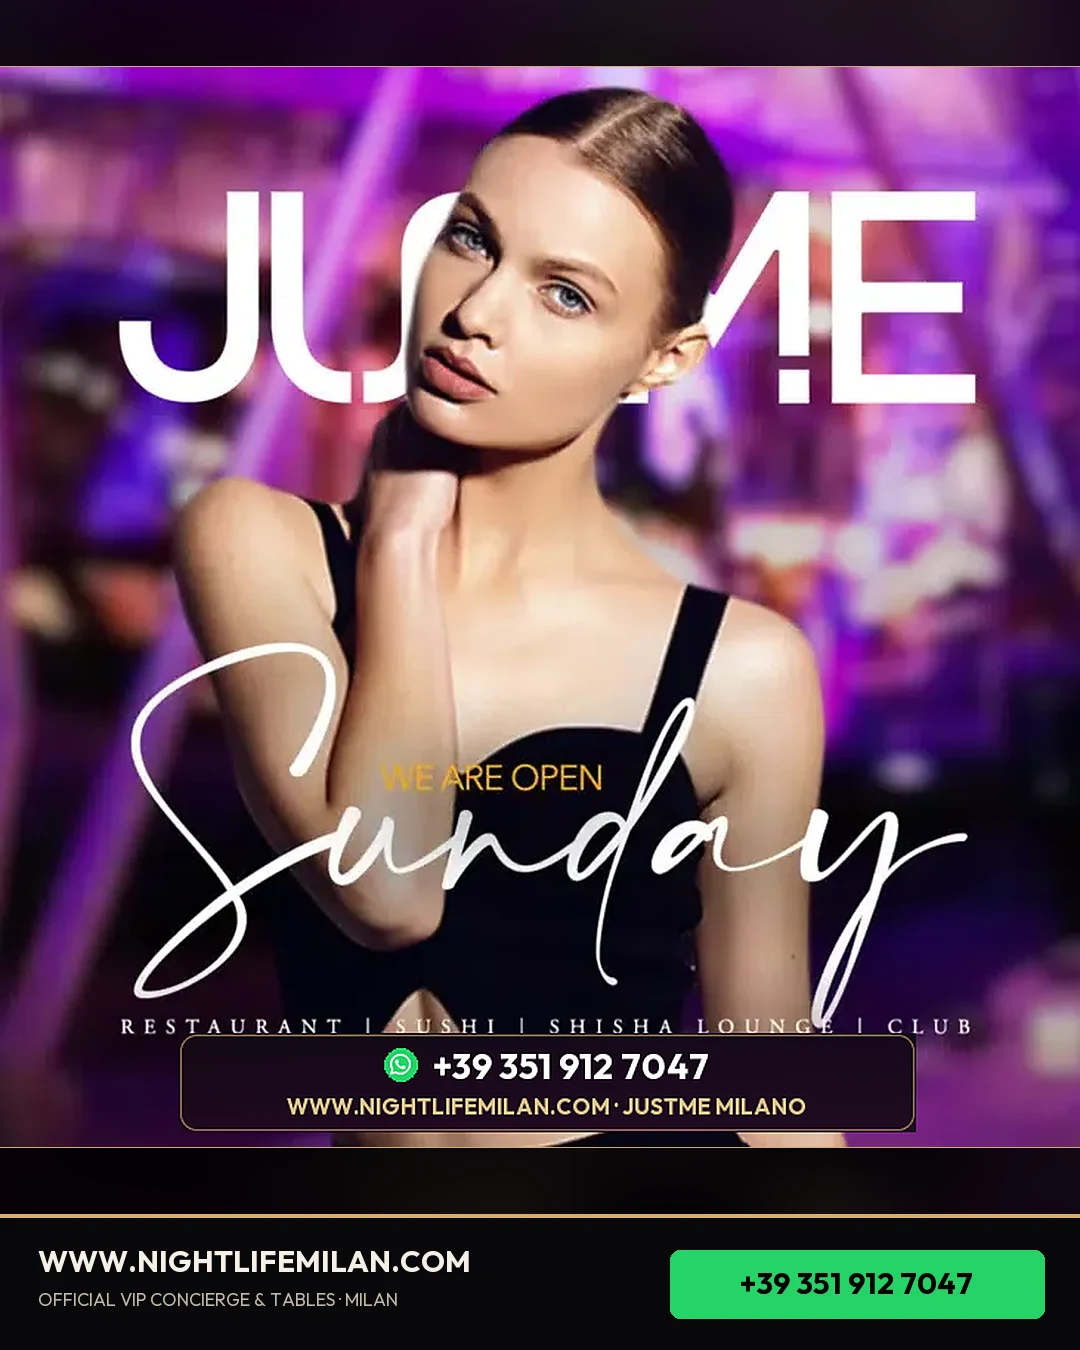 JUSTME
WE ARE OPEN
Sunday
RESTAURANT | SUSHI | SHISHA LOUNGE | CLUB
+39 351 912 7047
WWW.NIGHTLIFEMILAN.COM · JUSTME MILANO
WWW.NIGHTLIFEMILAN.COM
OFFICIAL VIP CONCIERGE & TABLES · MILAN
+39 351 912 7047